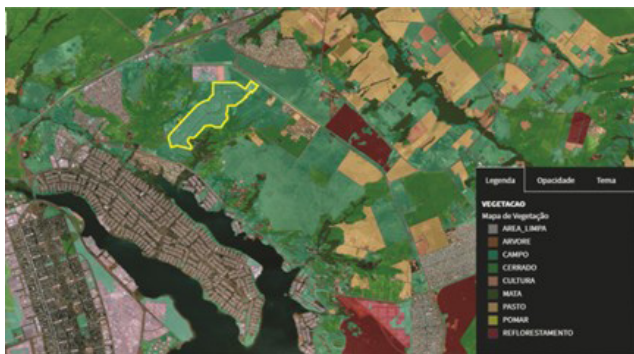 Legenda Opacidade Tema
VEGETACAO
Mapa de Vegetação
AREA_LIMPA
ARVORE
CAMPO
CERRADO
CULTURA
MATA
PASTO
POMAR
REFLORESTAMENTO